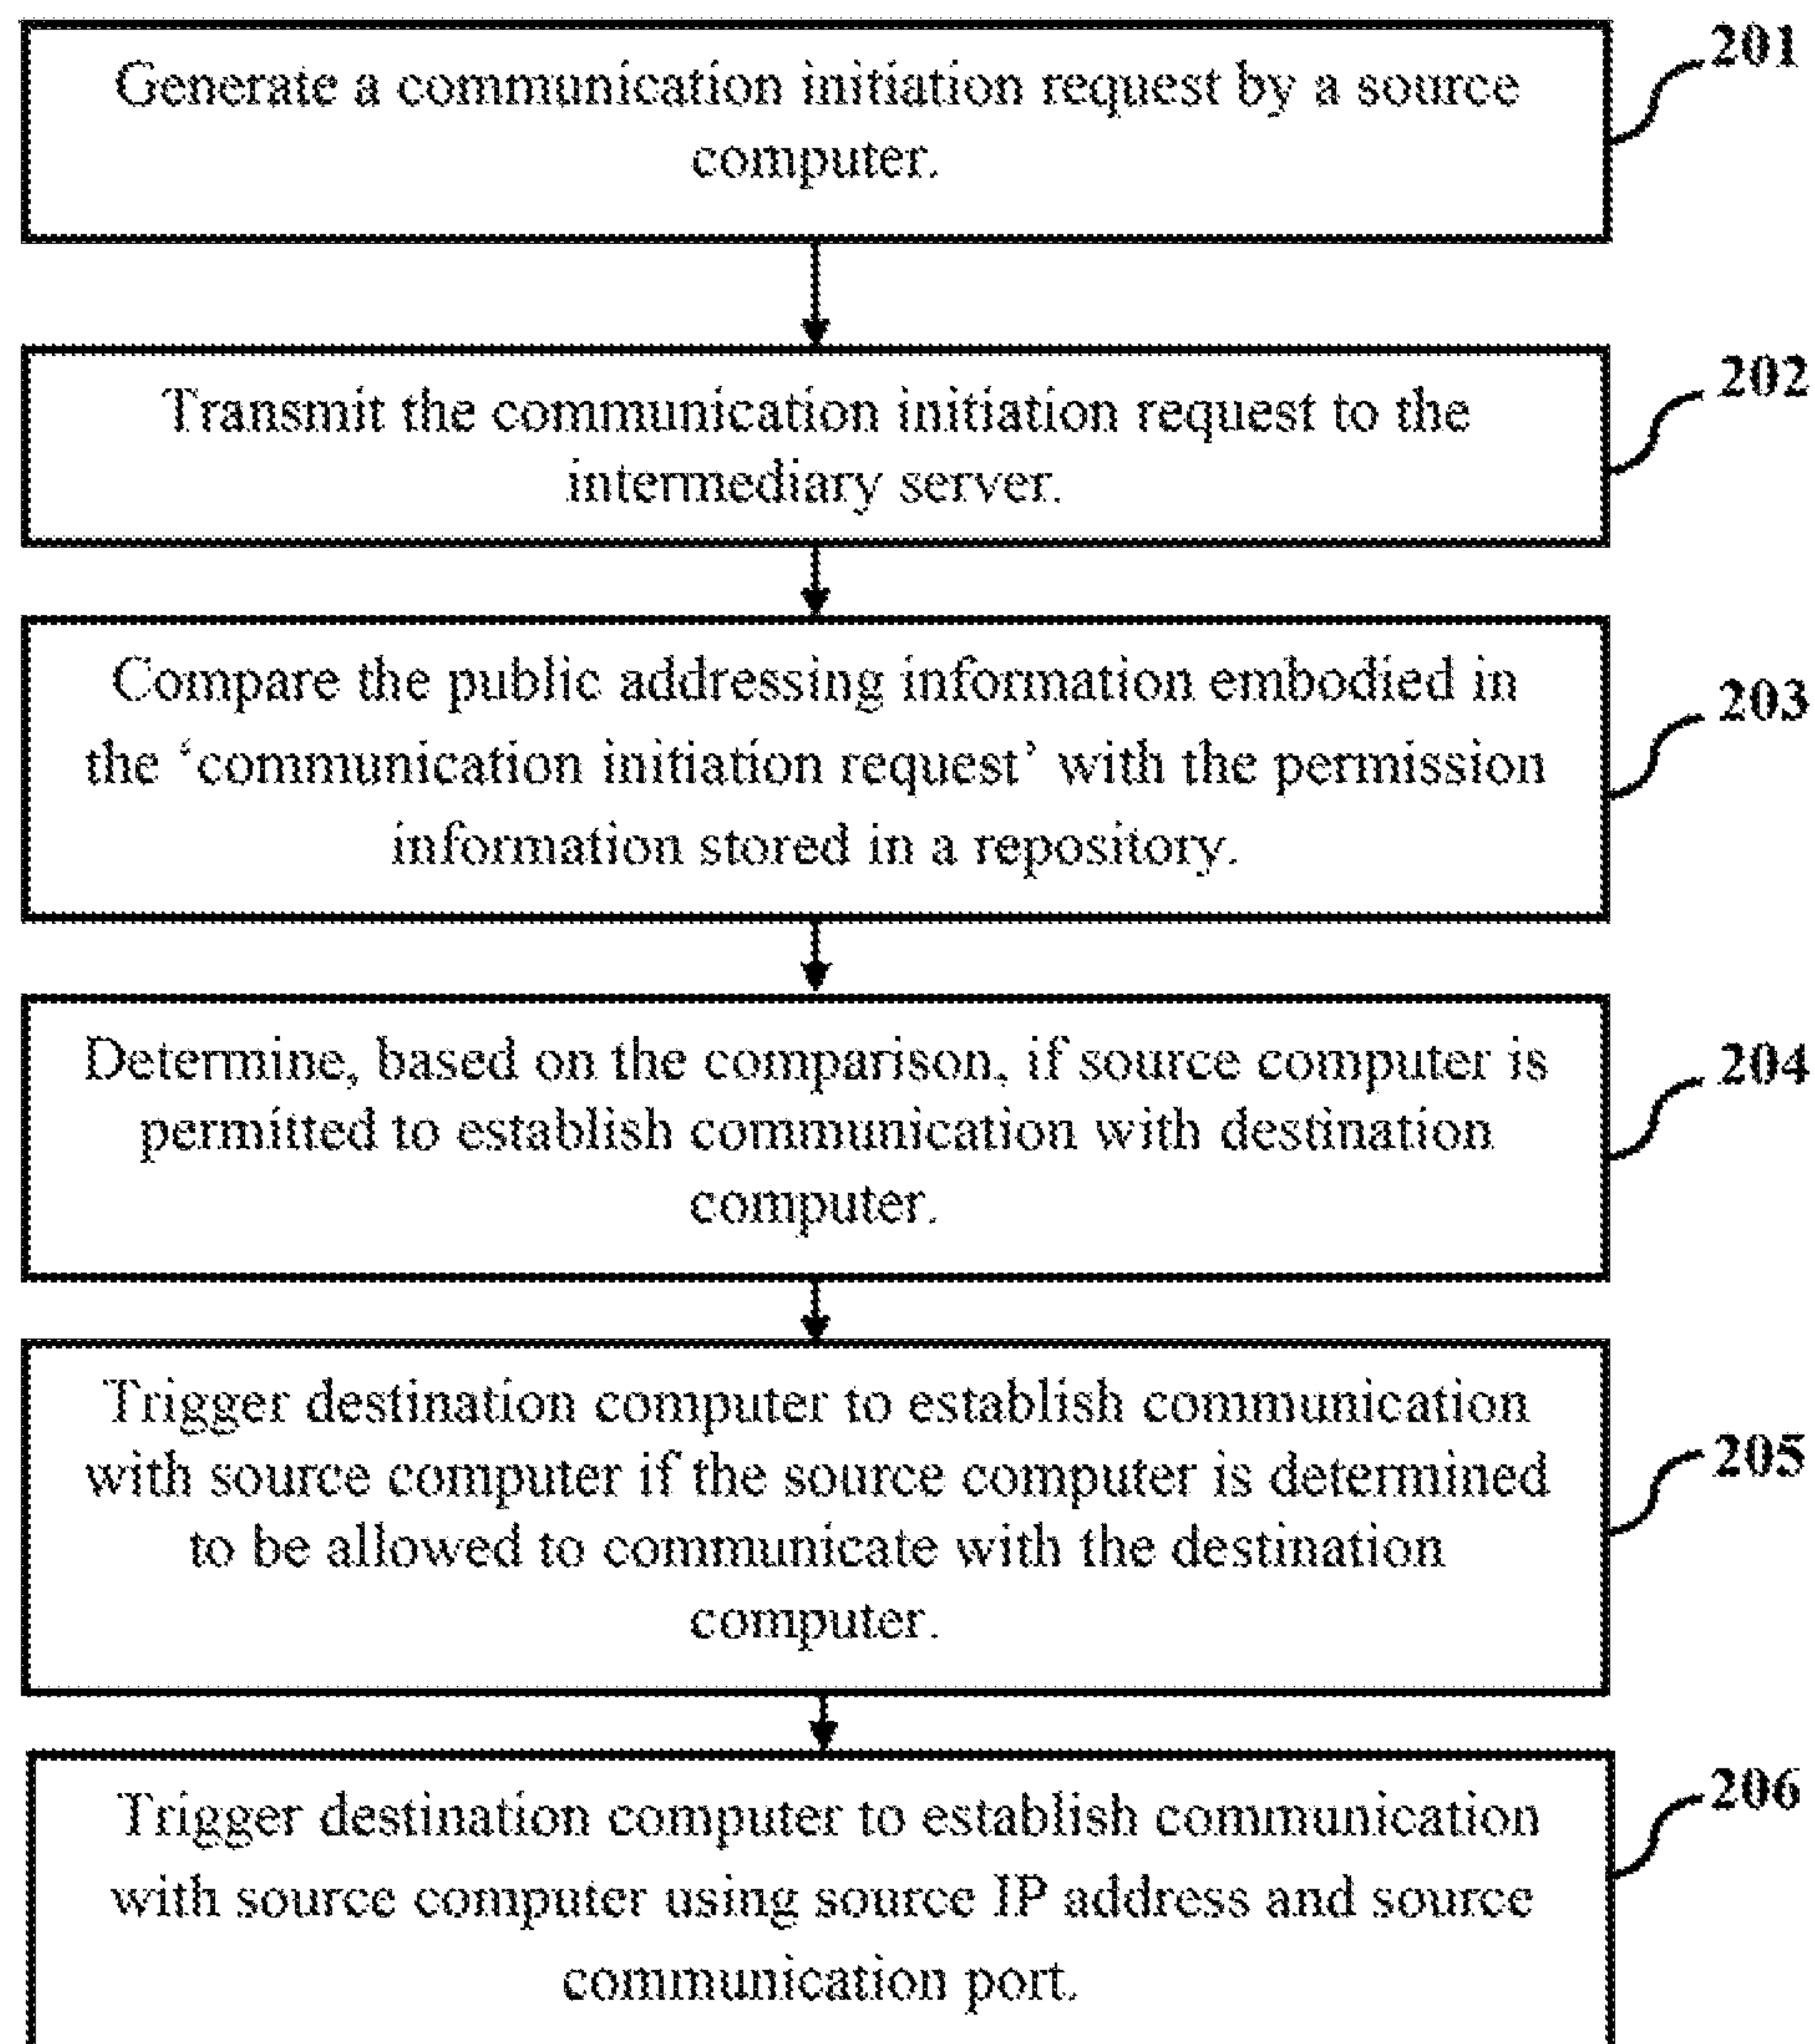 Generate a communication initiation request by a source
computer.
201
Transmit the communication initiation request to the
intermediary server.
202
Compare the public addressing information embodied in
the ‘communication initiation request’ with the permission
information stored in a repository.
203
Determine, based on the comparison, if source computer is
permitted to establish communication with destination
computer.
204
Trigger destination computer to establish communication
with source computer if the source computer is determined
to be allowed to communicate with the destination
computer.
205
Trigger destination computer to establish communication
with source computer using source IP address and source
communication port.
206